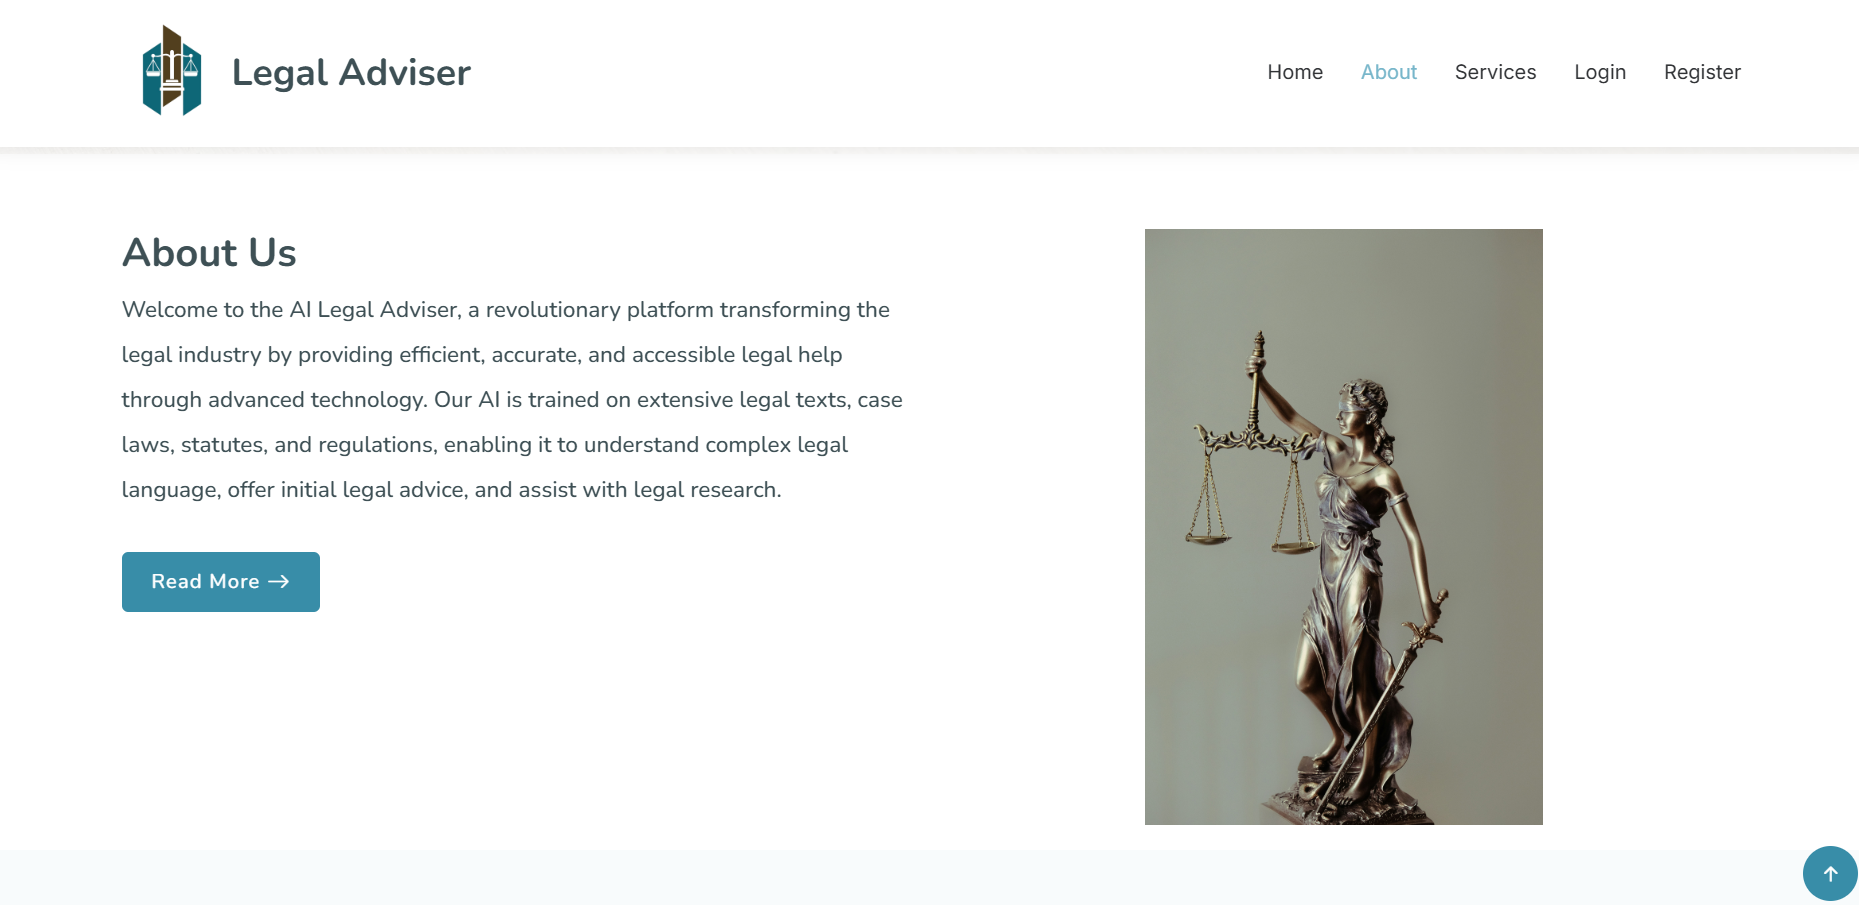 Legal Adviser
Home About Services Login Register
About Us
Welcome to the AI Legal Adviser, a revolutionary platform transforming the
legal industry by providing efficient, accurate, and accessible legal help
through advanced technology. Our AI is trained on extensive legal texts, case
laws, statutes, and regulations, enabling it to understand complex legal
language, offer initial legal advice, and assist with legal research.
Read More →